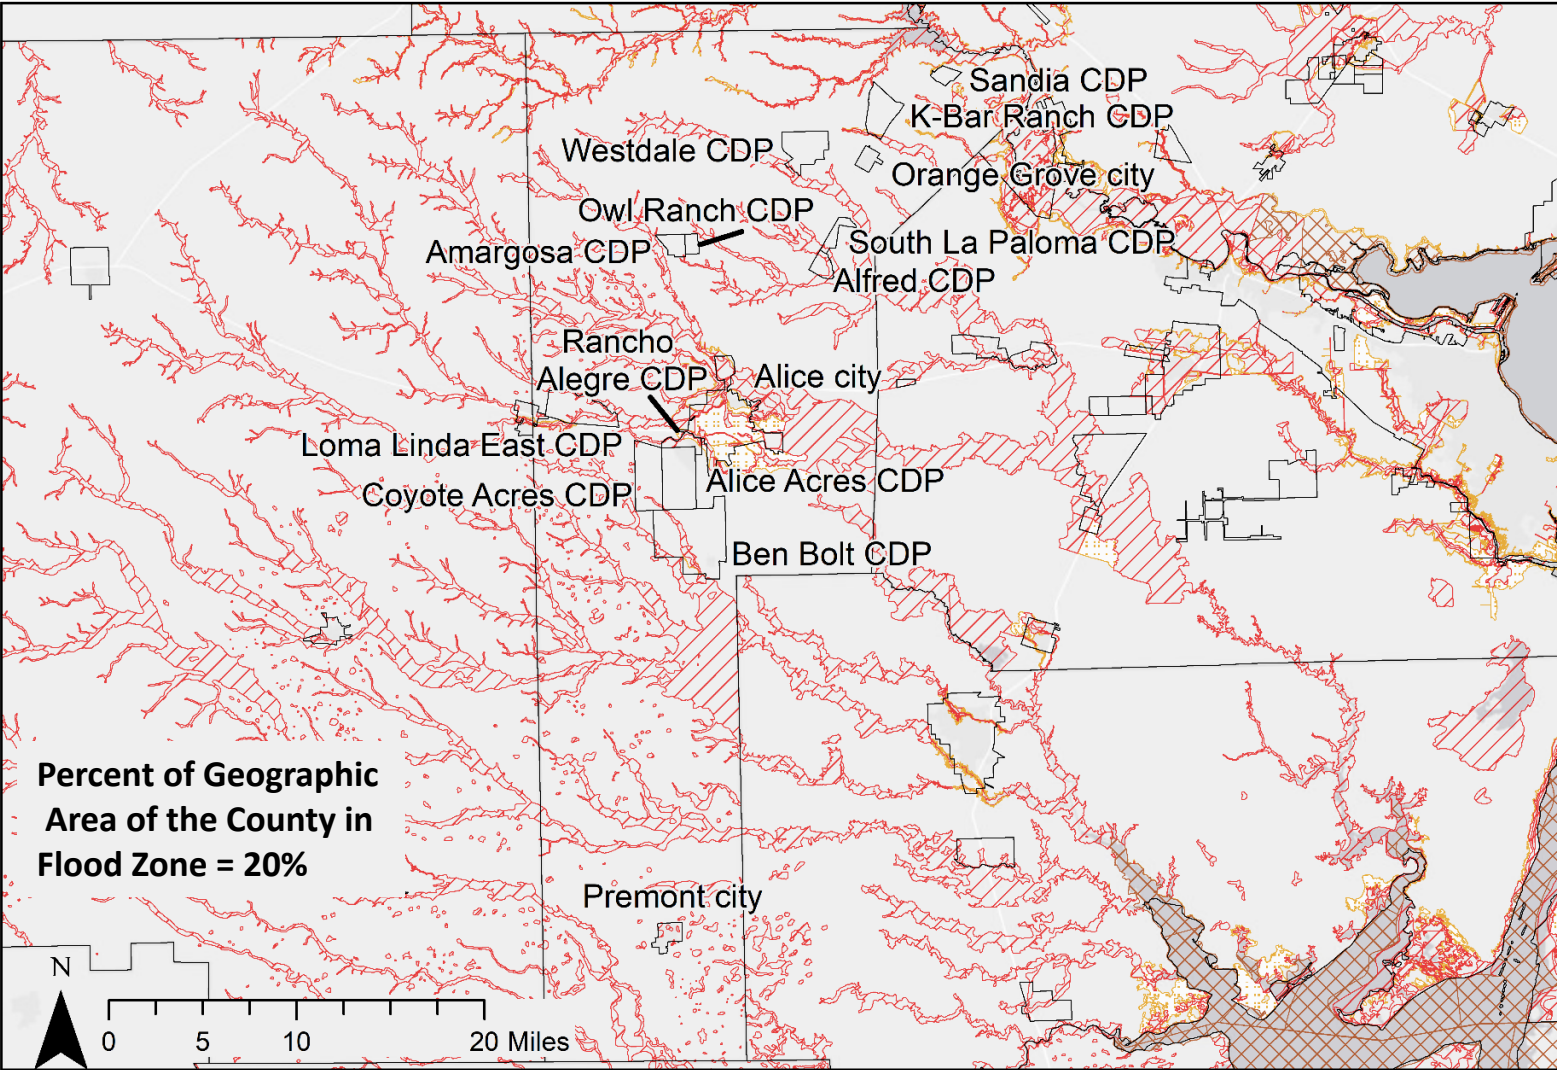 Sandia CDP
K-Bar Ranch CDP
Westdale CDP
Orange Grove city
Owl Ranch CDP
Amargosa CDP
South La Paloma CDP
Alfred CDP
Rancho
Alegre CDP
Alice city
Loma Linda East CDP
Coyote Acres CDP
Alice Acres CDP
Ben Bolt CDP
Percent of Geographic
Area of the County in
Flood Zone = 20%
Premont city
N
0 5 10 20 Miles